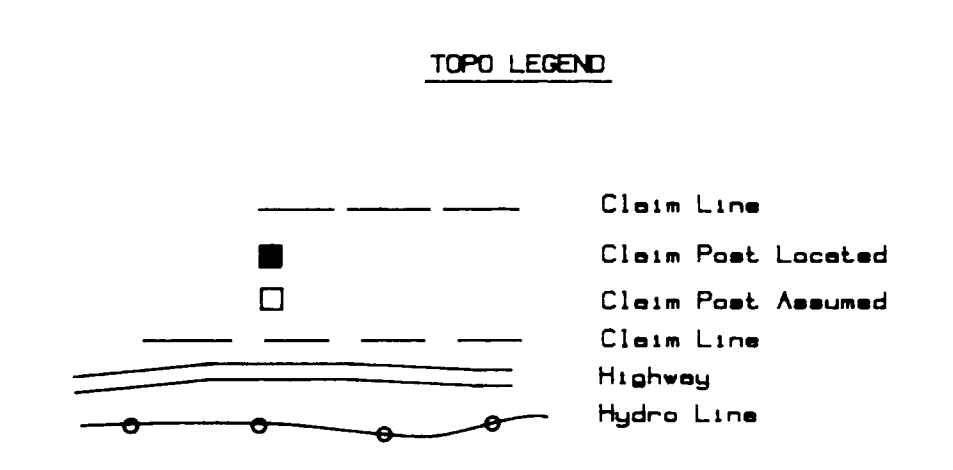 TOPO LEGEND
Claim Line
Claim Post Located
Claim Post Assumed
Claim Line
Highway
Hydro Line